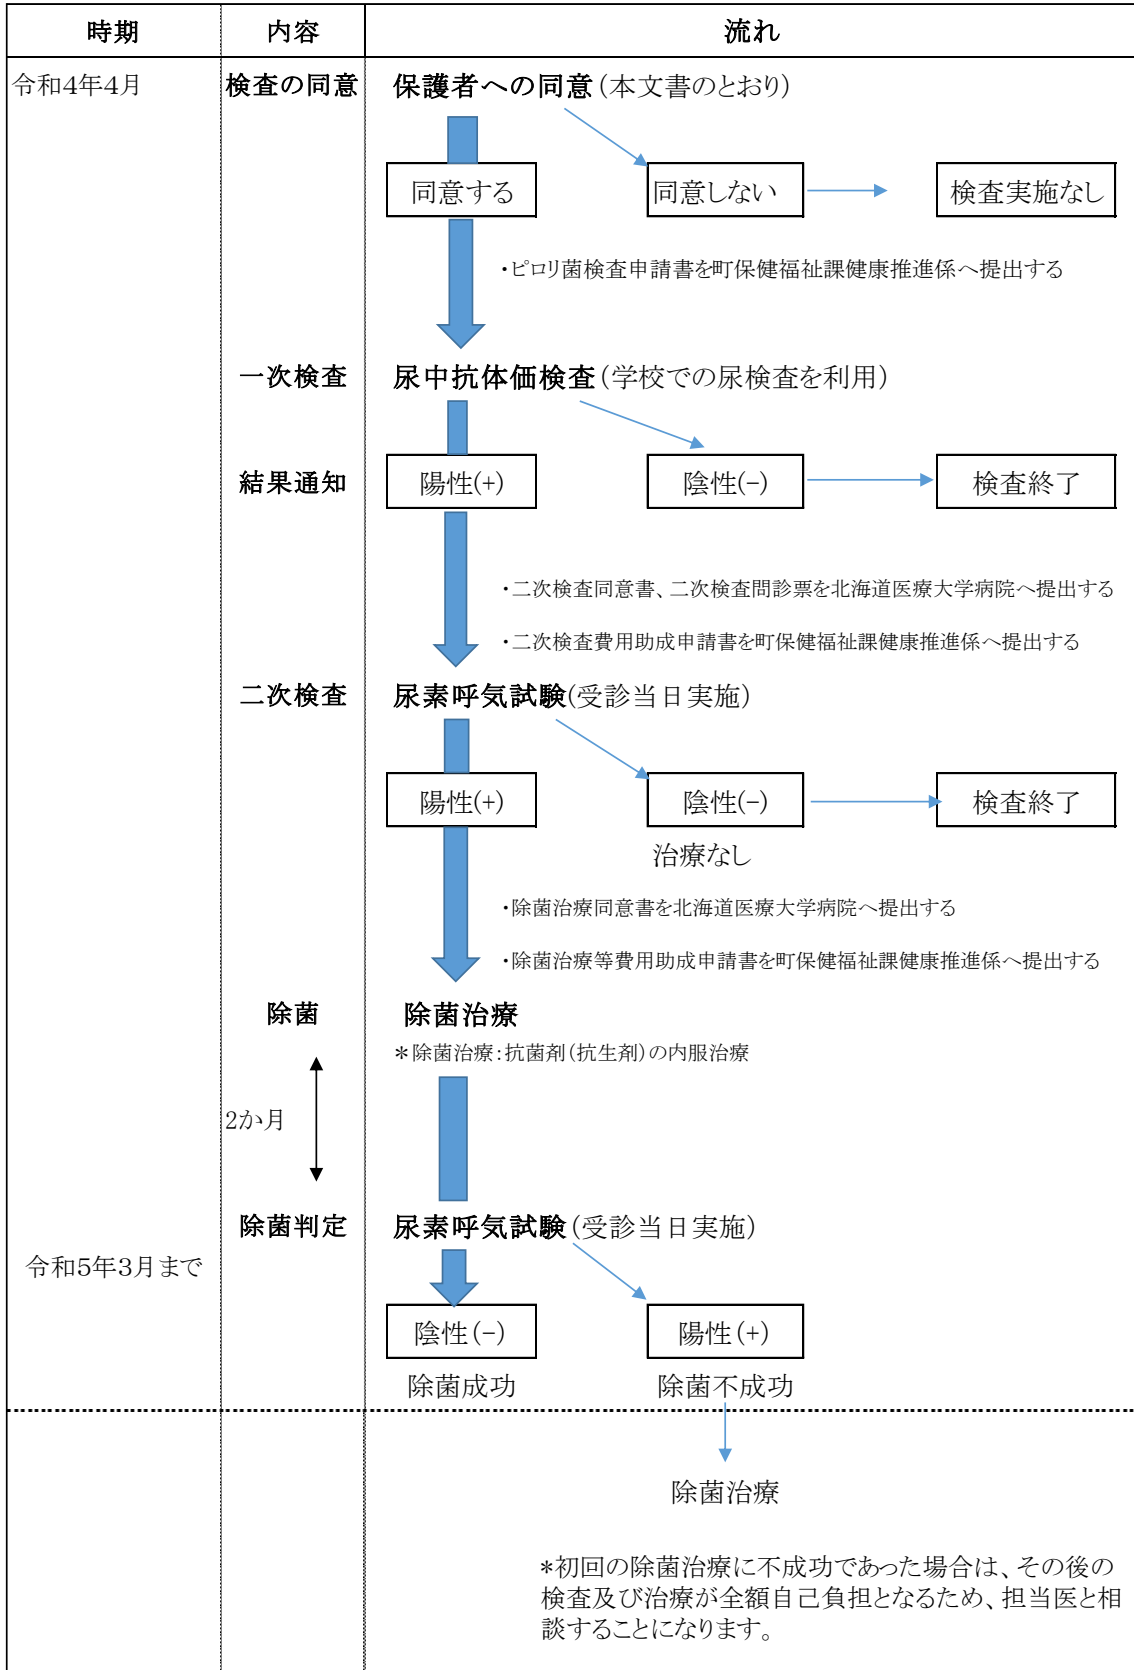 時期 内容 流れ
令和4年4月 検査の同意 保護者への同意(本文書のとおり)
同意する 同意しない 検査実施なし
・ピロリ菌検査申請書を町保健福祉課健康推進係へ提出する
一次検査 尿中抗体価検査(学校での尿検査を利用)
結果通知 陽性(+) 陰性(−) 検査終了
・二次検査同意書、二次検査問診票を北海道医療大学病院へ提出する
・二次検査費用助成申請書を町保健福祉課健康推進係へ提出する
二次検査 尿素呼気試験(受診当日実施)
陽性(+) 陰性(−) 検査終了
治療なし
・除菌治療同意書を北海道医療大学病院へ提出する
・除菌治療等費用助成申請書を町保健福祉課健康推進係へ提出する
除菌 除菌治療
*除菌治療:抗菌剤(抗生剤)の内服治療
2か月
除菌判定 尿素呼気試験(受診当日実施)
令和5年3月まで
陰性(−) 陽性(+)
除菌成功 除菌不成功
除菌治療
*初回の除菌治療に不成功であった場合は、その後の
検査及び治療が全額自己負担となるため、担当医と相
談することになります。